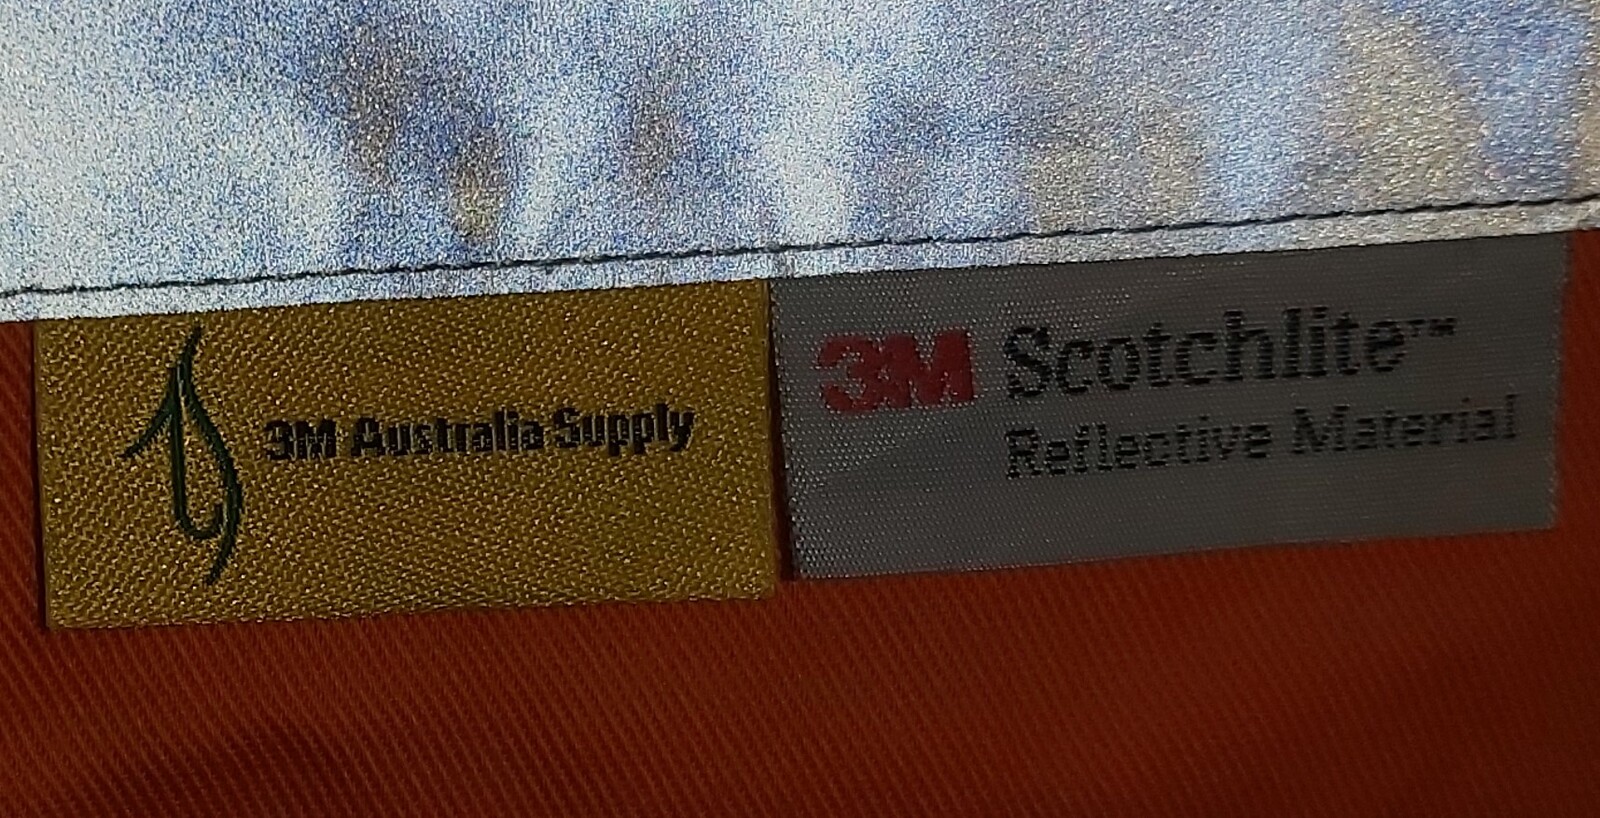 3M Australia Supply
3M Scotchlite™
Reflective Material